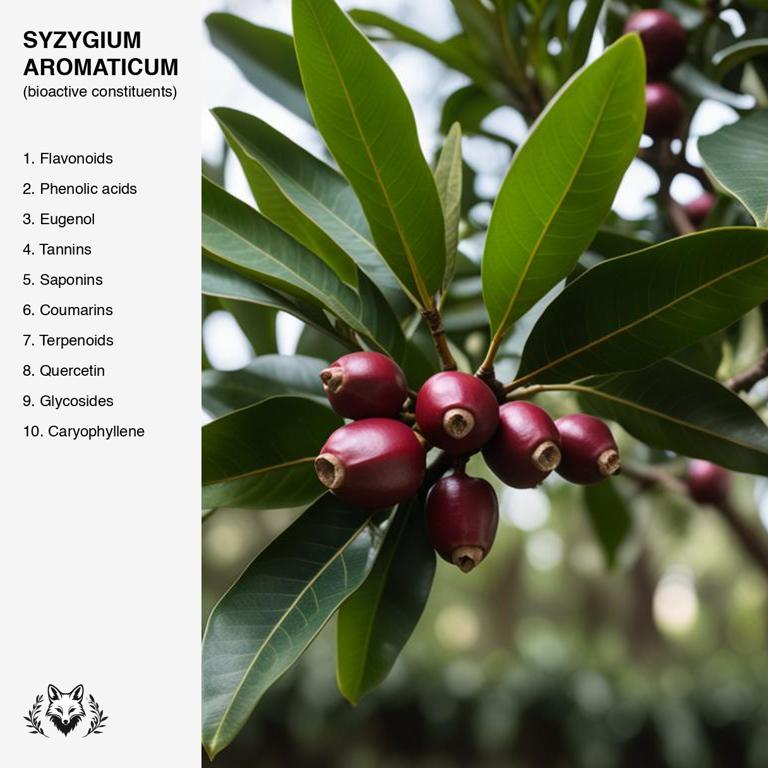 SYZYGIUM
AROMATICUM
(bioactive constituents)
1. Flavonoids
2. Phenolic acids
3. Eugenol
4. Tannins
5. Saponins
6. Coumarins
7. Terpenoids
8. Quercetin
9. Glycosides
10. Caryophyllene